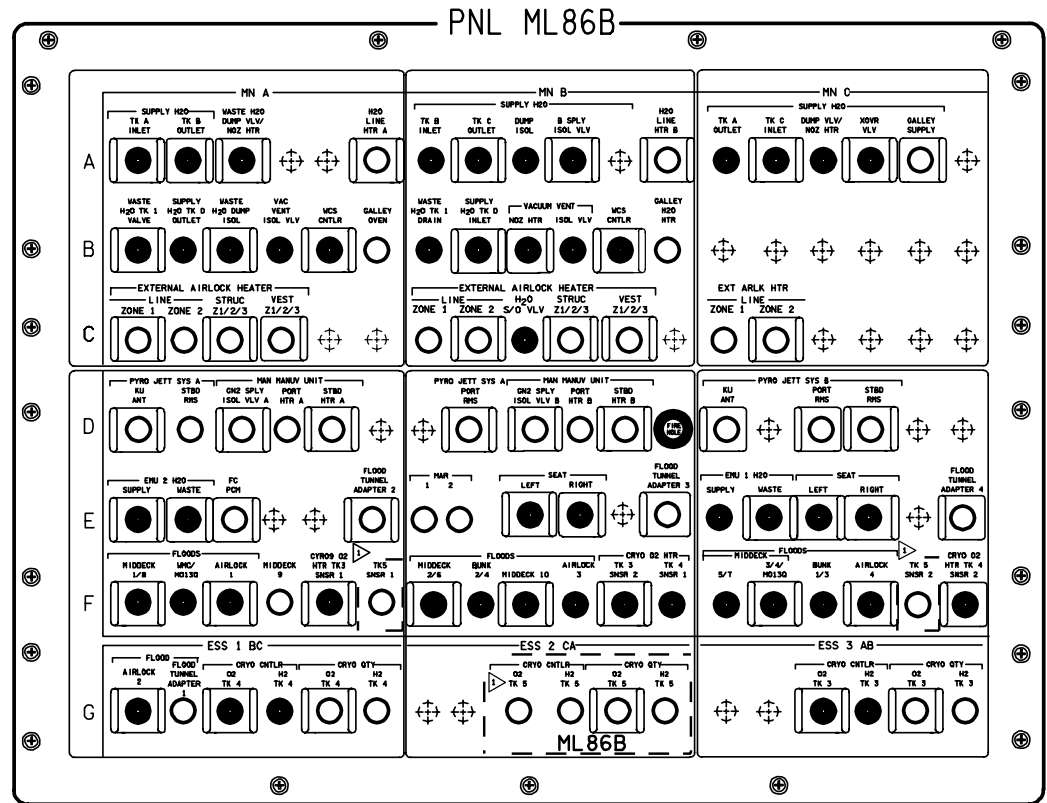 PNL ML86B
MN A
MN B
MN C
SUPPLY H2O
WASTE H2O
H2O
SUPPLY H2O
H2O
SUPPLY H2O
TK A
TK B
DUMP VLV/
LINE
TK B
TK C
DUMP
B SPLY
LINE
TK A
TK C
DUMP VLV/
XOVR
GALLEY
INLET
OUTLET
NOZ HTR
HTR A
INLET
OUTLET
ISOL
ISOL VLV
HTR B
OUTLET
INLET
NOZ HTR
VLV
SUPPLY
A
WASTE
SUPPLY
WASTE
VAC
WASTE
SUPPLY
GALLEY
H2O TK 1
H2O TK D
H2O DUMP
VENT
WCS
GALLEY
H2O TK 1
H2O TK D
VACUUM VENT
WCS
H2O
VALVE
OUTLET
ISOL
ISOL VLV
CNTLR
OVEN
DRAIN
INLET
NOZ HTR
ISOL VLV
CNTLR
HTR
B
EXTERNAL AIRLOCK HEATER
EXTERNAL AIRLOCK HEATER
EXT ARLK HTR
LINE
STRUC
VEST
LINE
H2O
STRUC
VEST
LINE
ZONE 1
ZONE 2
Z1/2/3
Z1/2/3
ZONE 1
ZONE 2
S/O VLV
Z1/2/3
Z1/2/3
ZONE 1
ZONE 2
C
PYRO JETT SYS A
MAN MANUV UNIT
PYRO JETT SYS A
MAN MANUV UNIT
PYRO JETT SYS B
KU
STBD
GN2 SPLY
PORT
STBD
PORT
GN2 SPLY
PORT
STBD
KU
PORT
STBD
ANT
RMS
ISOL VLV A
HTR A
HTR A
RMS
ISOL VLV B
HTR B
HTR B
ANT
RMS
RMS
D
FIRE
HOLE
FLOOD
FLOOD
FLOOD
EMU 2 H2O
FC
TUNNEL
MAR
SEAT
TUNNEL
EMU 1 H2O
SEAT
TUNNEL
SUPPLY
WASTE
PCM
ADAPTER 2
1
2
LEFT
RIGHT
ADAPTER 3
SUPPLY
WASTE
LEFT
RIGHT
ADAPTER 4
E
1
1
FLOODS
CYRO9 O2
FLOODS
CRYO O2 HTR
FLOODS
MIDDECK
CRYO O2
MIDDECK
WMC/
AIRLOCK
MIDDECK
HTR TK3
TK5
MIDDECK
BUNK
AIRLOCK
TK 3
TK 4
3/4/
BUNK
AIRLOCK
TK 5
HTR TK 4
1/8
MO13Q
1
9
SNSR 1
SNSR 1
2/6
2/4
MIDDECK 10
3
SNSR 2
SNSR 1
5/7
MO13Q
1/3
4
SNSR 2
SNSR 2
F
ESS 1 BC
ESS 2 CA
ESS 3 AB
FLOOD
FLOOD
CRYO CNTLR
CRYO QTY
CRYO CNTLR
CRYO QTY
CRYO CNTLR
CRYO QTY
AIRLOCK
TUNNEL
O2
H2
O2
H2
1
O2
H2
O2
H2
O2
H2
O2
H2
2
ADAPTER
TK 4
TK 4
TK 4
TK 4
TK 5
TK 5
TK 5
TK 5
TK 3
TK 3
TK 3
TK 3
1
G
ML86B